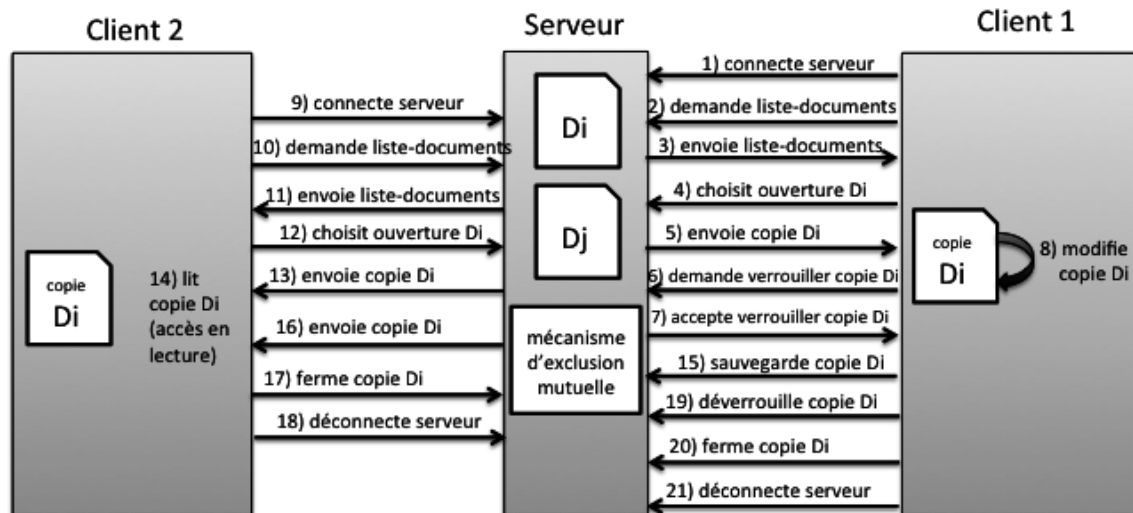 Client 2
Serveur
Client 1
1) connecte serveur
9) connecte serveur
2) demande liste-documents
Di
10) demande liste-documents
3) envoie liste-documents
11) envoie liste-documents
4) choisit ouverture Di
12) choisit ouverture Di
Dj
5) envoie copie Di
copie
Di
8) modifie
copie Di
copie
Di
14) lit
copie Di
(accès en
lecture)
13) envoie copie Di
6) demande verrouiller copie Di
16) envoie copie Di
7) accepte verrouiller copie Di
mécanisme
d'exclusion
mutuelle
17) ferme copie Di
15) sauvegarde copie Di
18) déconnecte serveur
19) déverrouille copie Di
20) ferme copie Di
21) déconnecte serveur